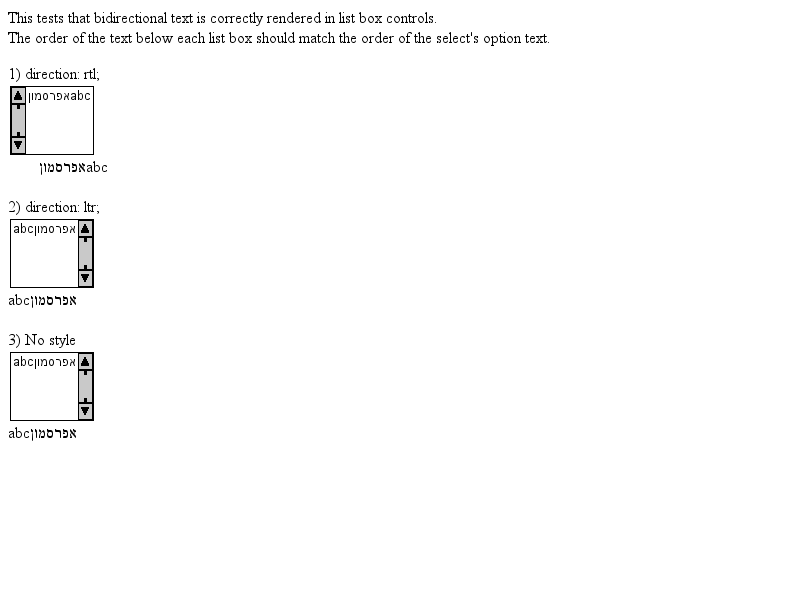 This tests that bidirectional text is correctly rendered in list box controls.
The order of the text below each list box should match the order of the select's option text.
1) direction: rtl;
abcאפרסמון
abcאפרסמון
2) direction: ltr;
abcאפרסמון
abcאפרסמון
3) No style
abcאפרסמון
abcאפרסמון